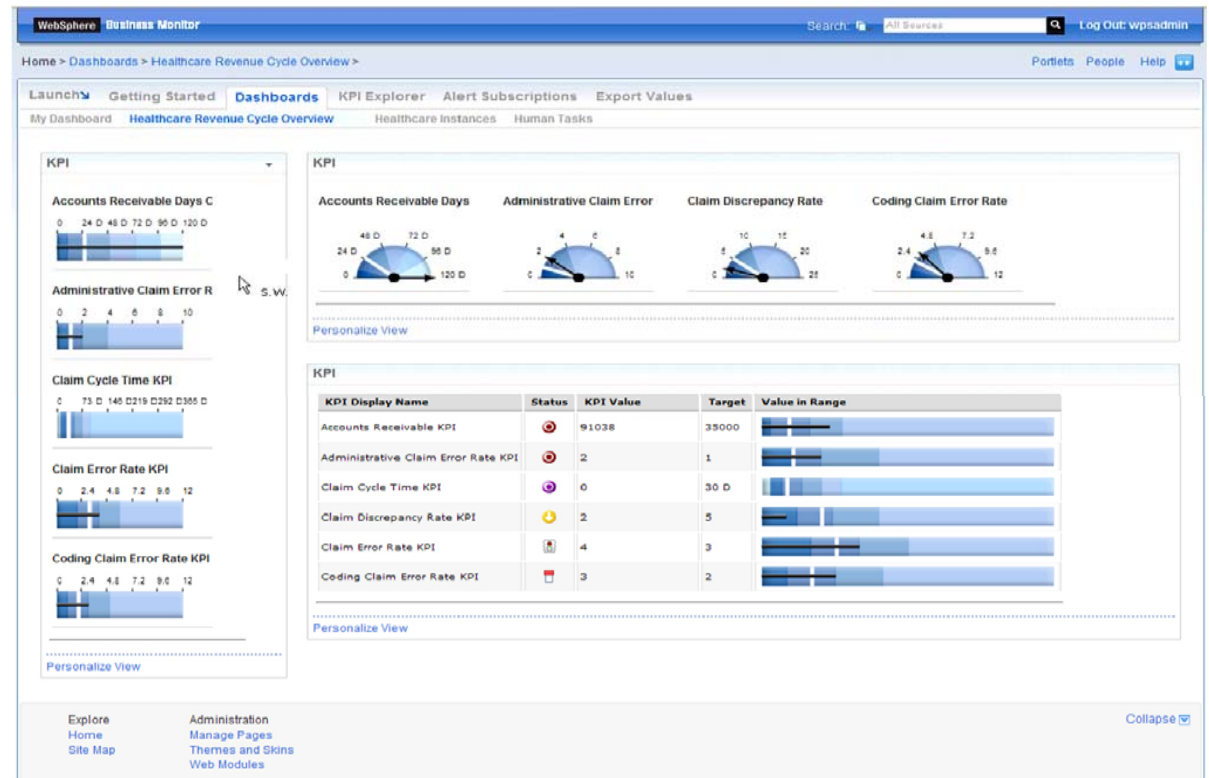 WebSphere Business Monitor
Search: All Sources Log Out: wpsadmin
Home > Dashboards > Healthcare Revenue Cycle Overview >
Portlets People Help
Launch Getting Started Dashboards KPI Explorer Alert Subscriptions Export Values
My Dashboard Healthcare Revenue Cycle Overview Healthcare Instances Human Tasks
KPI
Accounts Receivable Days C
0 24 D 48 D 72 D 96 D 120 D
Administrative Claim Error R
S.W.
0 2 4 6 8 10
Claim Cycle Time KPI
0 73 D 146 D219 D292 D365 D
Claim Error Rate KPI
0 2.4 4.8 7.2 9.6 12
Coding Claim Error Rate KPI
0 2.4 4.8 7.2 9.6 12
Personalize View
KPI
Accounts Receivable Days Administrative Claim Error Claim Discrepancy Rate Coding Claim Error Rate
0 24 D 48 D 72 D 96 D 120 D
0 2 4 6 8 10
0 5 10 15 20 25
0 2.4 4.8 7.2 9.6 12
Personalize View
KPI
KPI Display Name Status KPI Value Target Value in Range
Accounts Receivable KPI 91038 35000
Administrative Claim Error Rate KPI 2 1
Claim Cycle Time KPI 0 30 D
Claim Discrepancy Rate KPI 2 5
Claim Error Rate KPI 4 3
Coding Claim Error Rate KPI 3 2
Personalize View
Explore
Home
Site Map
Administration
Manage Pages
Themes and Skins
Web Modules
Collapse